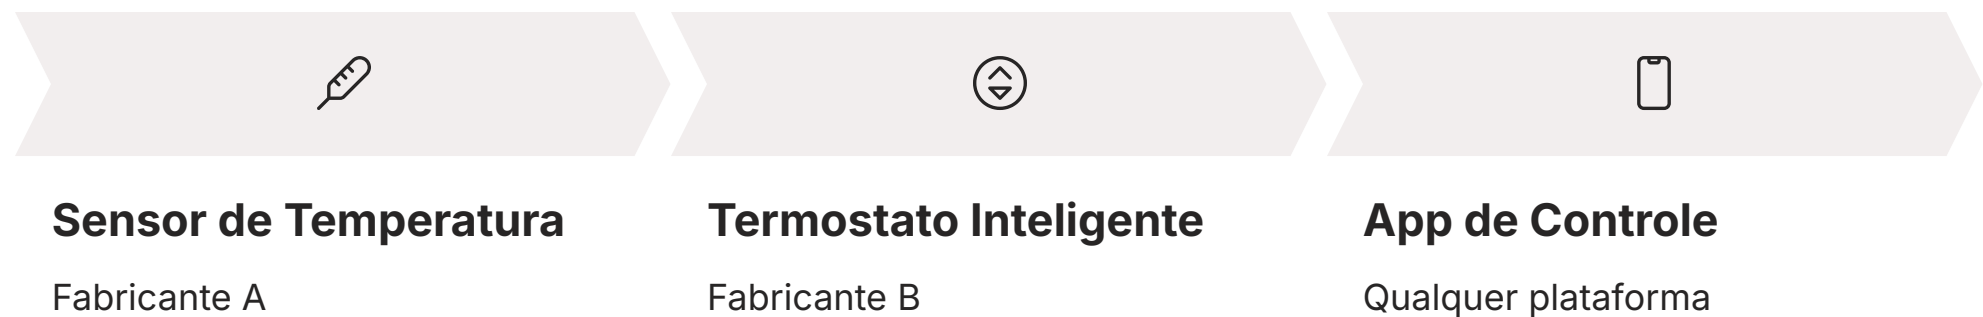 Sensor de Temperatura
Fabricante A
Termostato Inteligente
Fabricante B
App de Controle
Qualquer plataforma